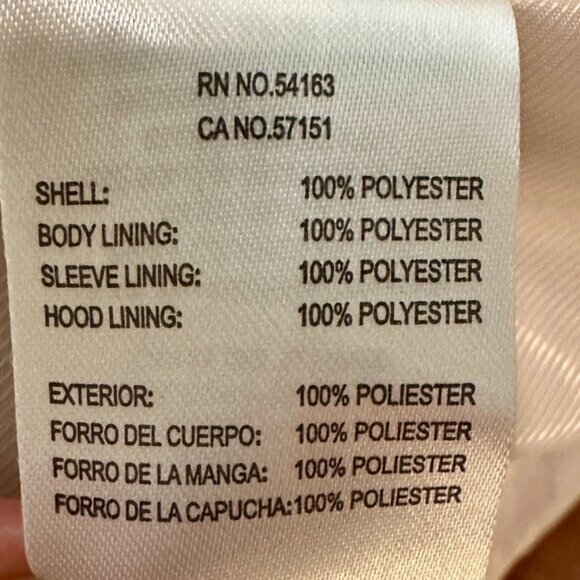 RN NO.54163
CA NO.57151
SHELL: 100% POLYESTER
BODY LINING: 100% POLYESTER
SLEEVE LINING: 100% POLYESTER
HOOD LINING: 100% POLYESTER
EXTERIOR: 100% POLIESTER
FORRO DEL CUERPO: 100% POLIESTER
FORRO DE LA MANGA: 100% POLIESTER
FORRO DE LA CAPUCHA:100% POLIESTER